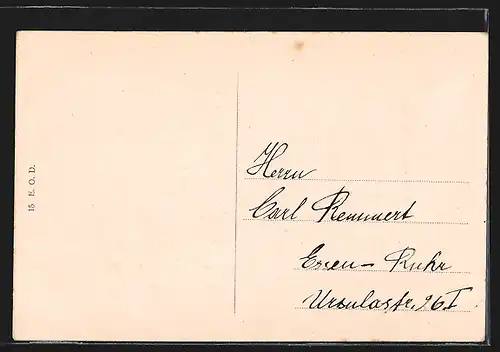 15 E. O. D.
Herrn
Carl Remmert
Essen - Ruhr
Ursulastr. 26 I